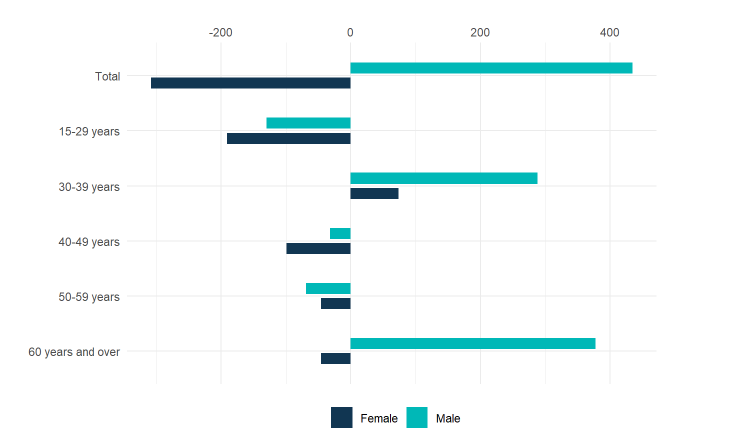 -200 0 200 400
Total
15-29 years
30-39 years
40-49 years
50-59 years
60 years and over
Female Male